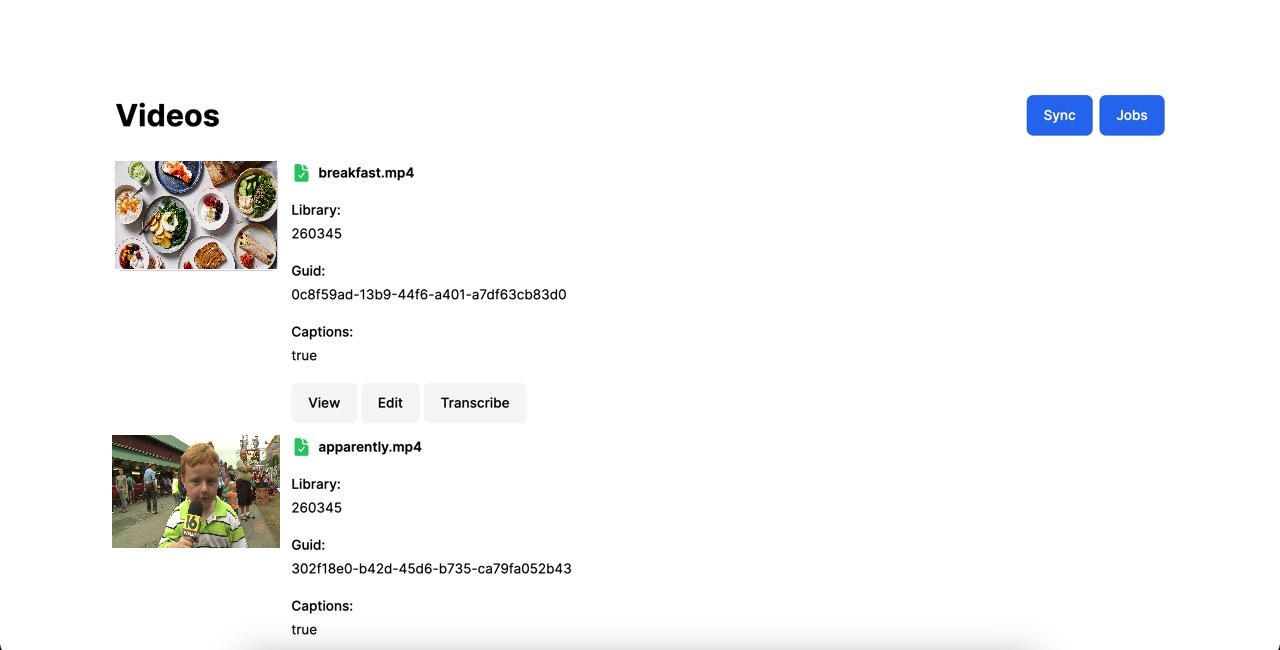 Videos
Sync
Jobs
breakfast.mp4
Library:
260345
Guid:
0c8f59ad-13b9-44f6-a401-a7df63cb83d0
Captions:
true
View
Edit
Transcribe
apparently.mp4
16
Library:
260345
Guid:
302f18e0-b42d-45d6-b735-ca79fa052b43
Captions:
true